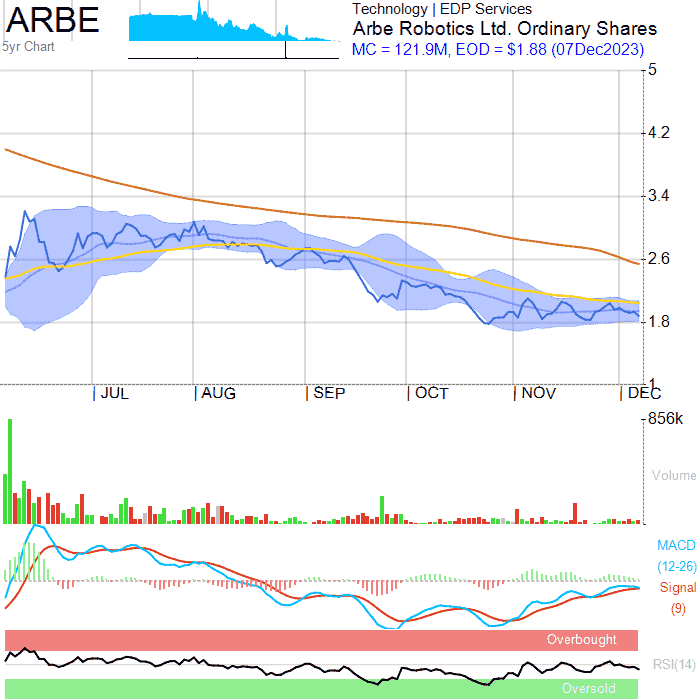 ARBE
5yr Chart
Technology | EDP Services
Arbe Robotics Ltd. Ordinary Shares
MC = 121.9M, EOD = $1.88 (07Dec2023)
5
4.2
3.4
2.6
1.8
1
JUL AUG SEP OCT NOV DEC
856k
Volume
MACD
(12-26)
Signal
(9)
Overbought
RSI(14)
Oversold